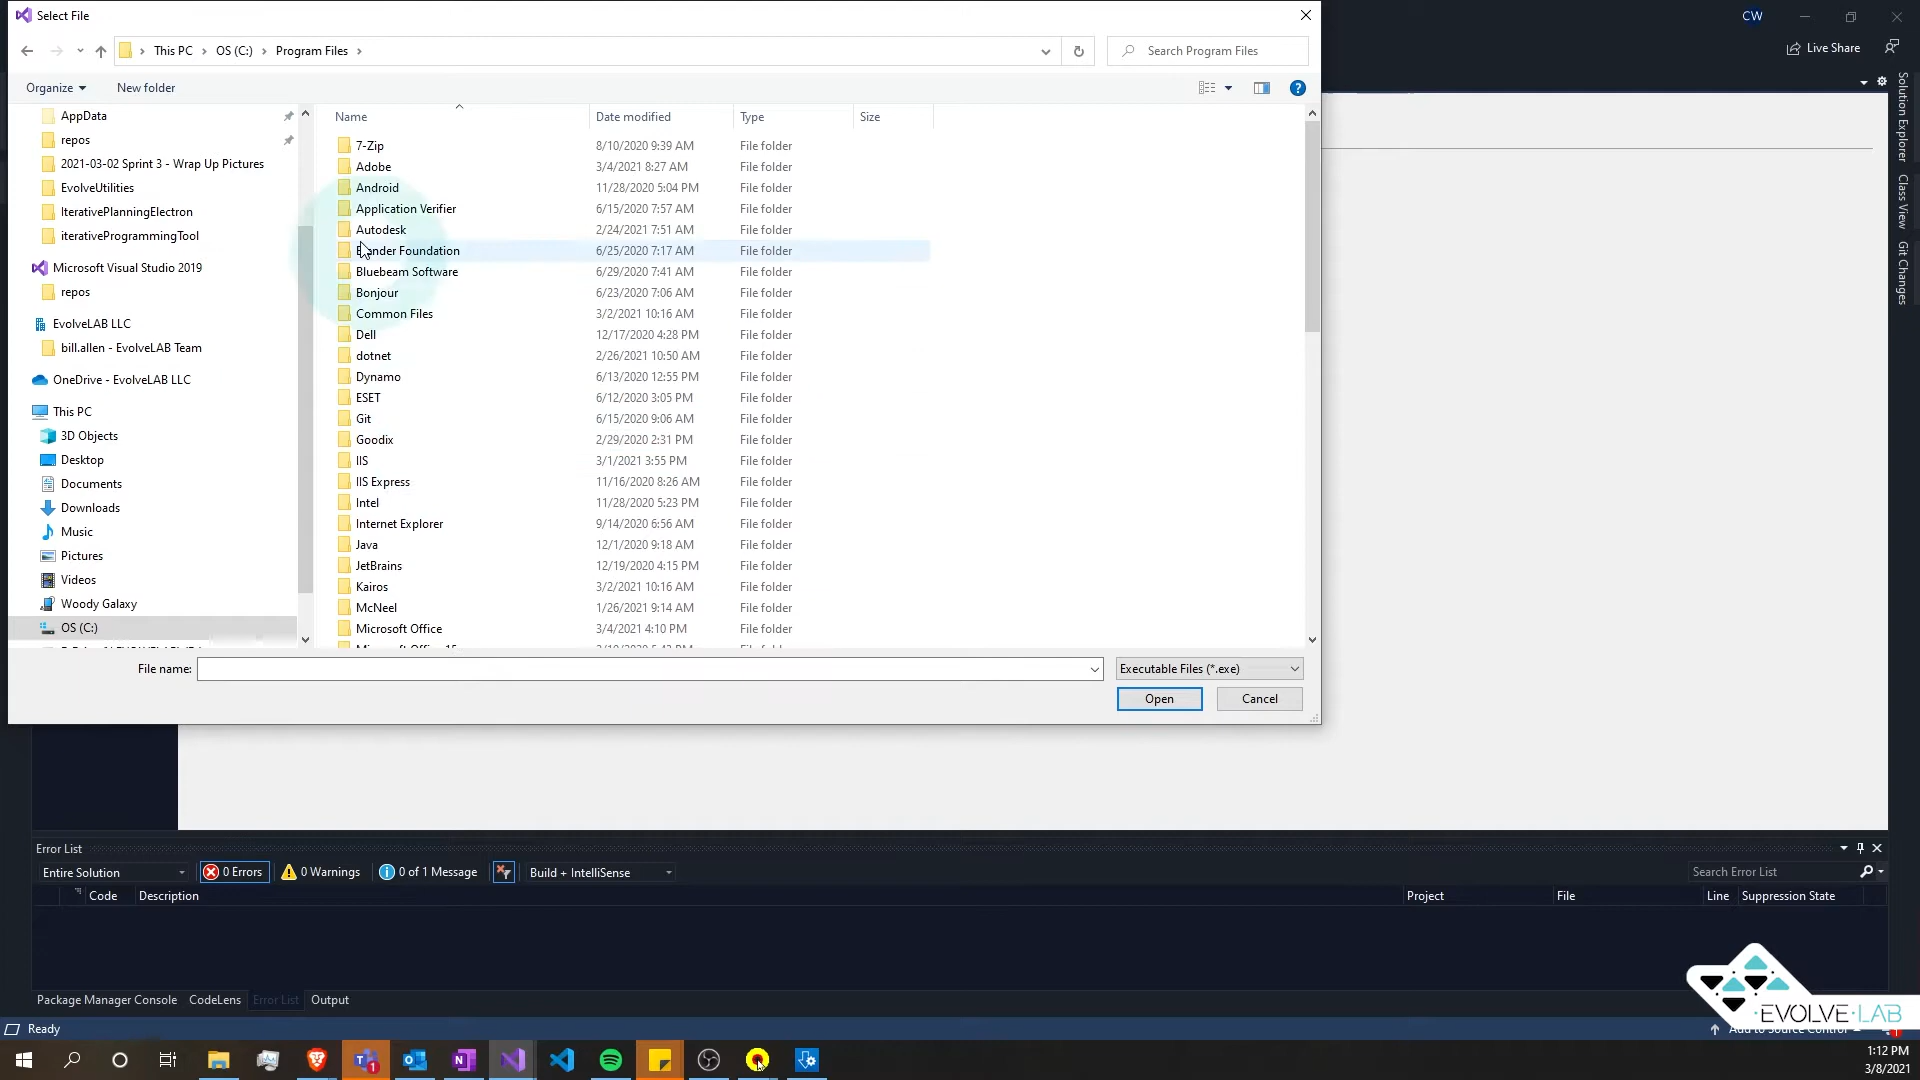 Select File
CW
This PC > OS (C:) > Program Files >
Search Program Files
Live Share
Organize
New folder
Solution Explorer
Class View
Git Changes
AppData
repos
2021-03-02 Sprint 3 - Wrap Up Pictures
EvolveUtilities
IterativePlanningElectron
iterativeProgrammingTool
Microsoft Visual Studio 2019
repos
EvolveLAB LLC
bill.allen - EvolveLAB Team
OneDrive - EvolveLAB LLC
This PC
3D Objects
Desktop
Documents
Downloads
Music
Pictures
Videos
Woody Galaxy
OS (C:)
Name Date modified Type Size
7-Zip 8/10/2020 9:39 AM File folder
Adobe 3/4/2021 8:27 AM File folder
Android 11/28/2020 5:04 PM File folder
Application Verifier 6/15/2020 7:57 AM File folder
Autodesk 2/24/2021 7:51 AM File folder
Blender Foundation 6/25/2020 7:17 AM File folder
Bluebeam Software 6/29/2020 7:41 AM File folder
Bonjour 6/23/2020 7:06 AM File folder
Common Files 3/2/2021 10:16 AM File folder
Dell 12/17/2020 4:28 PM File folder
dotnet 2/26/2021 10:50 AM File folder
Dynamo 6/13/2020 12:55 PM File folder
ESET 6/12/2020 3:05 PM File folder
Git 6/15/2020 9:06 AM File folder
Goodix 2/29/2020 2:31 PM File folder
IIS 3/1/2021 3:55 PM File folder
IIS Express 11/16/2020 8:26 AM File folder
Intel 11/28/2020 5:23 PM File folder
Internet Explorer 9/14/2020 6:56 AM File folder
Java 12/1/2020 9:18 AM File folder
JetBrains 12/19/2020 4:15 PM File folder
Kairos 3/2/2021 10:16 AM File folder
McNeel 1/26/2021 9:14 AM File folder
Microsoft Office 3/4/2021 4:10 PM File folder
File name:
Executable Files (*.exe)
Open
Cancel
Error List
Entire Solution
0 Errors
0 Warnings
0 of 1 Message
Build + IntelliSense
Search Error List
Code Description Project File Line Suppression State
Package Manager Console CodeLens Error List Output
EVOLVE LAB
Ready
Add to Source Control
1:12 PM
3/8/2021